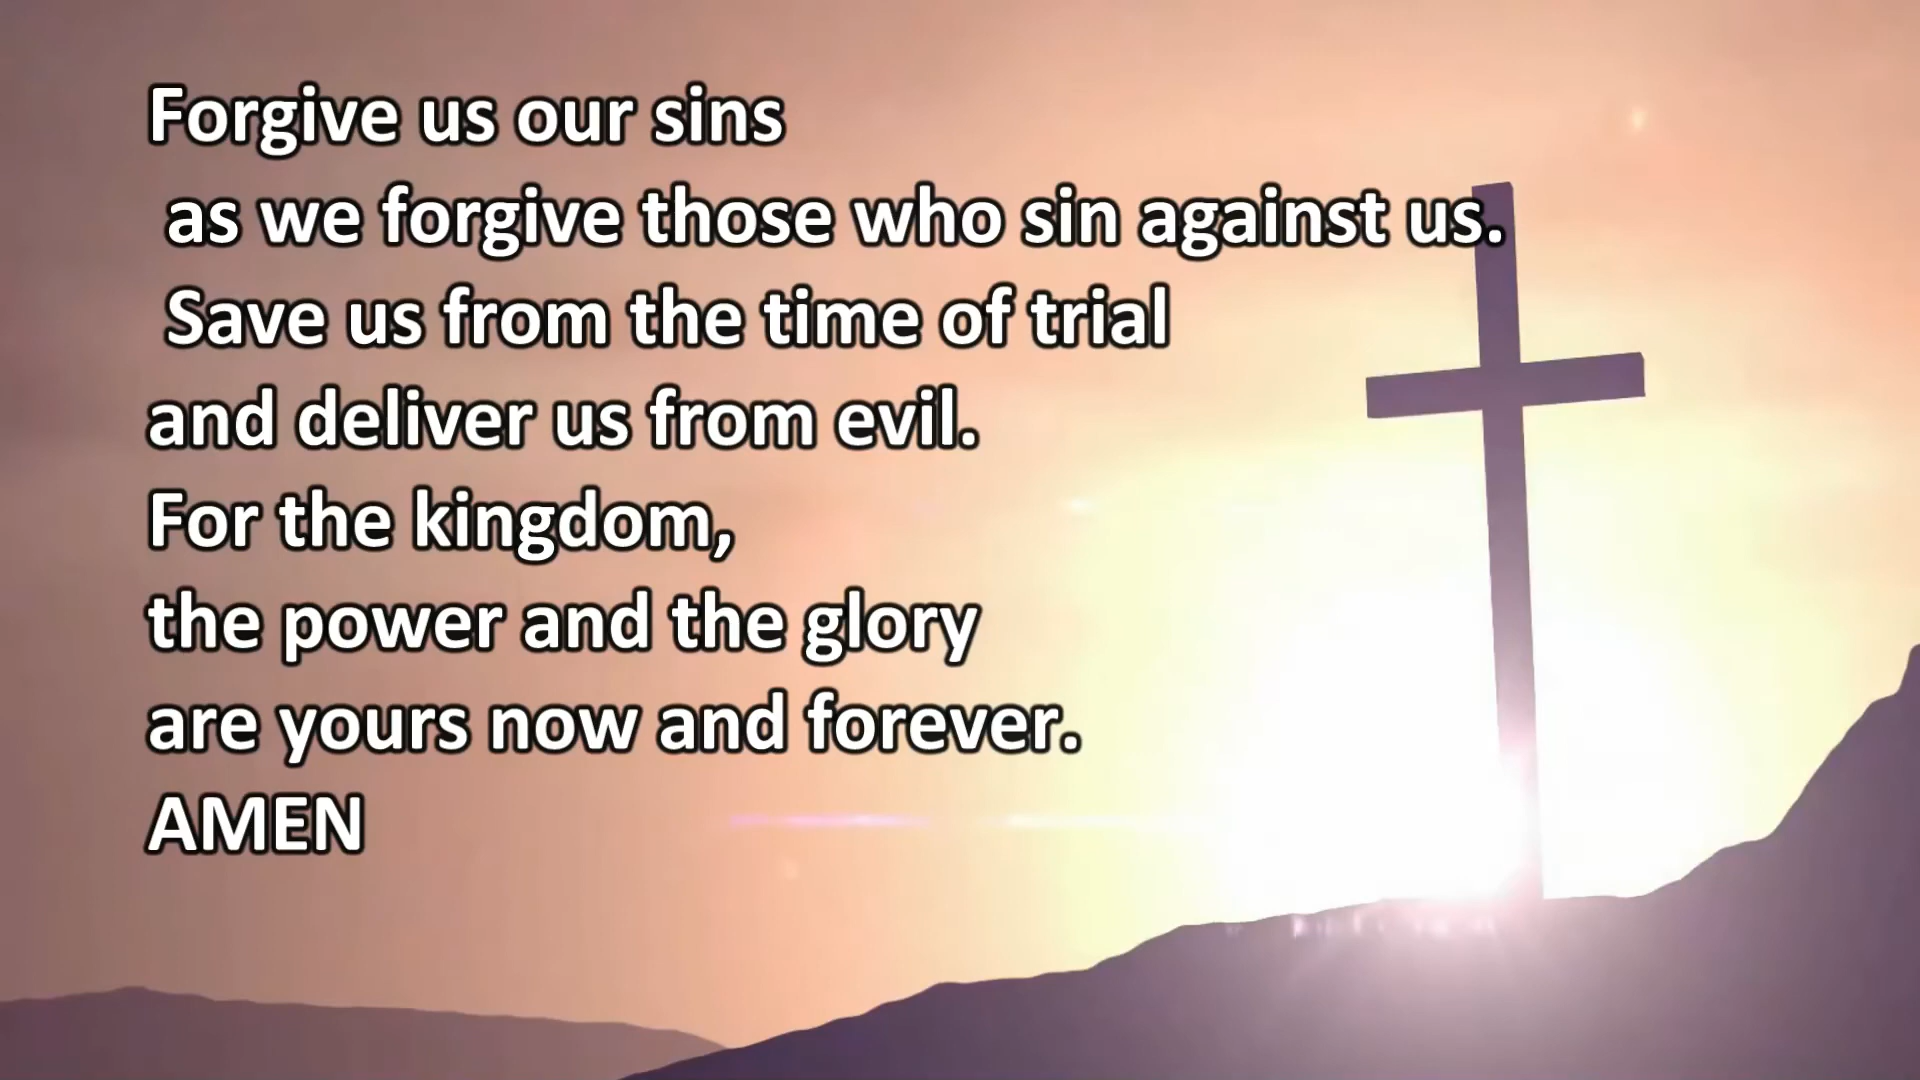 Forgive us our sins
as we forgive those who sin against us.
Save us from the time of trial
and deliver us from evil.
For the kingdom,
the power and the glory
are yours now and forever.
AMEN